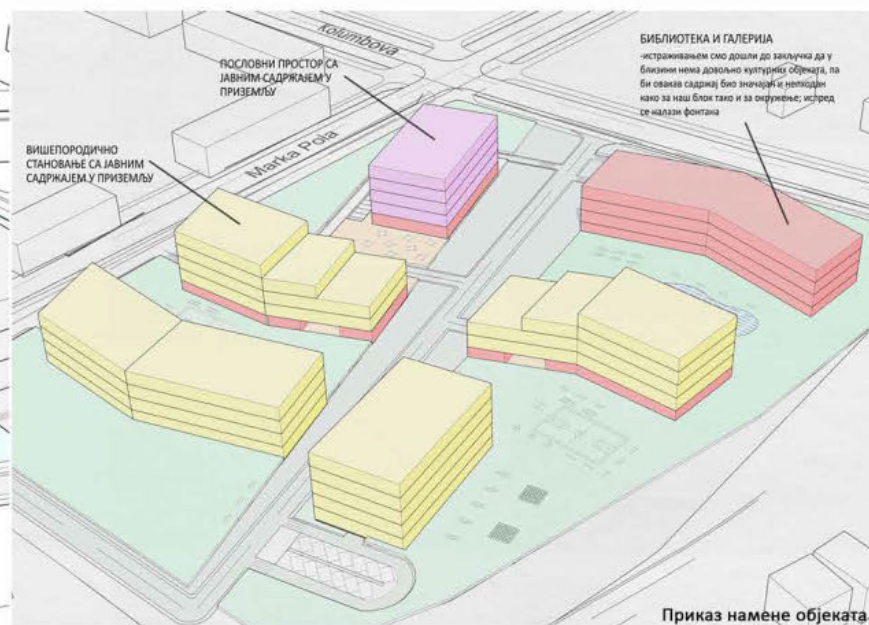 kolumbova
ПОСЛОВНИ ПРОСТОР СА
ЈАВНИМ САДРЖАЈЕМ У
ПРИЗЕМЉУ
БИБЛИОТЕКА И ГАЛЕРИЈА
-истраживањем смо дошли до закључка да у
близини нема довољно културних објеката, па
би овакав садржај био значајан и неопходан
како за наш блок тако и за окружење; испред
се налази фонтана
Marka Pola
ВИШЕПОРОДИЧНО
СТАНОВАЊЕ СА ЈАВНИМ
САДРЖАЈЕМ У ПРИЗЕМЉУ
Приказ намене објеката